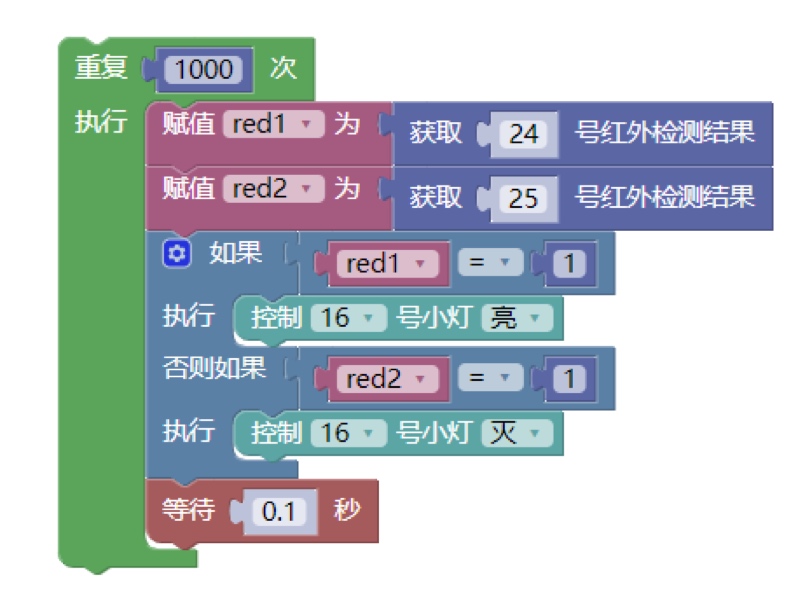 重复 1000 次
执行 赋值 red1 为 获取 24 号红外检测结果
赋值 red2 为 获取 25 号红外检测结果
如果 red1 = 1
执行 控制 16 号小灯 亮
否则如果 red2 = 1
执行 控制 16 号小灯 灭
等待 0.1 秒